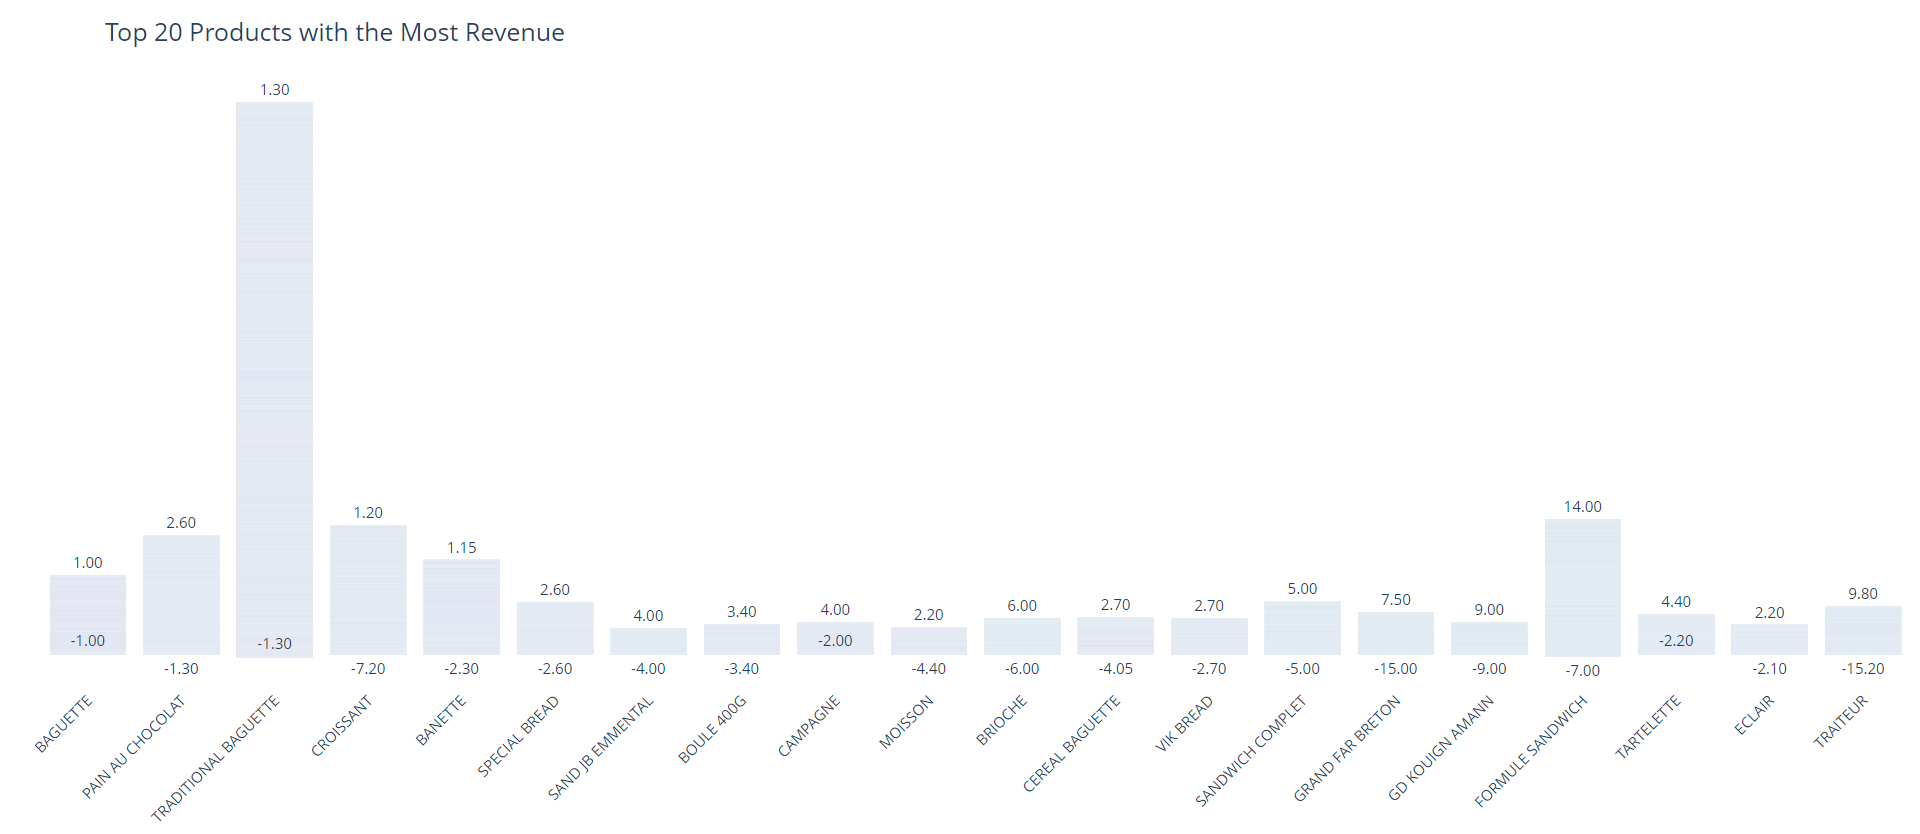 Top 20 Products with the Most Revenue
1.30
14.00
1.20
2.60
1.15
1.00
5.00
2.60
9.80
7.50
4.40
2.70
2.70
6.00
9.00
4.00
3.40
2.20
2.20
4.00
-1.00
-2.00
-2.20
-1.30
-1.30
-7.20
-2.30
-2.60
-4.00
-3.40
-4.40
-6.00
-4.05
-2.70
-5.00
-15.00
-9.00
-7.00
-2.10
-15.20
BAGUETTE
PAIN AU CHOCOLAT
TRADITIONAL BAGUETTE
CROISSANT
BANETTE
SPECIAL BREAD
SAND JB EMMENTAL
BOULE 400G
CAMPAGNE
MOISSON
BRIOCHE
CEREAL BAGUETTE
VIK BREAD
SANDWICH COMPLET
GRAND FAR BRETON
GD KOUIGN AMANN
FORMULE SANDWICH
TARTELETTE
ECLAIR
TRAITEUR